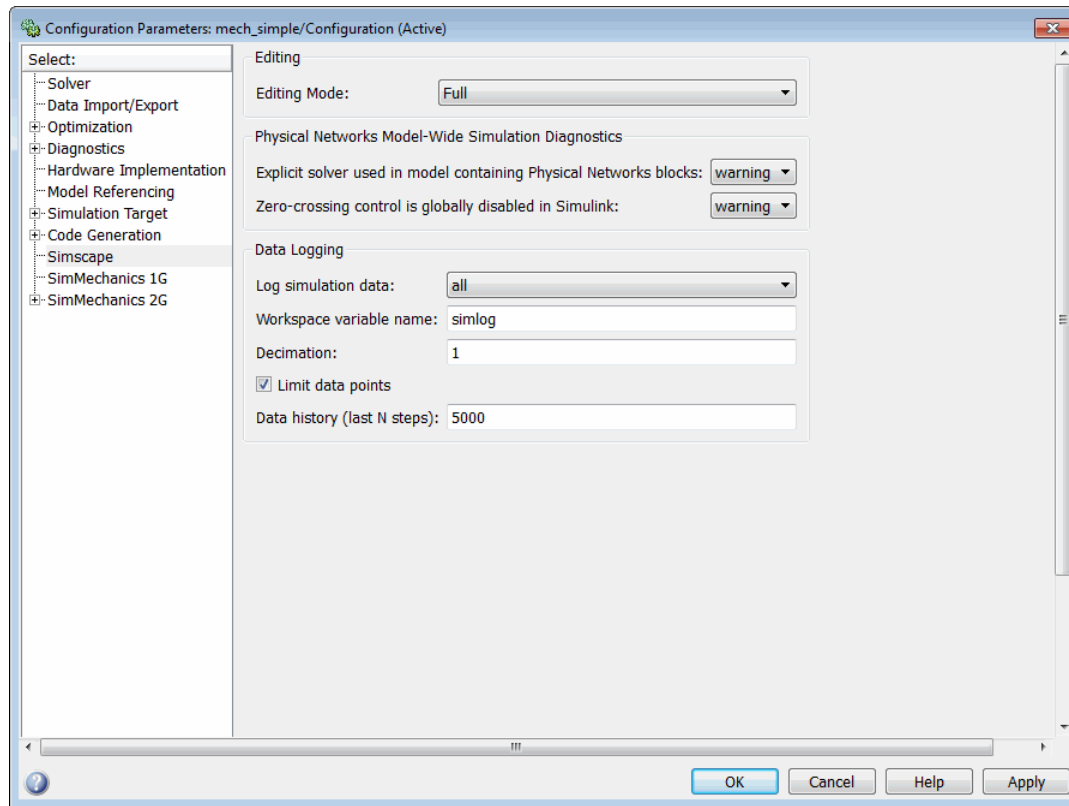 Configuration Parameters: mech_simple/Configuration (Active)
Select:
Solver
Data Import/Export
Optimization
Diagnostics
Hardware Implementation
Model Referencing
Simulation Target
Code Generation
Simscape
SimMechanics 1G
SimMechanics 2G
Editing
Editing Mode: Full
Physical Networks Model-Wide Simulation Diagnostics
Explicit solver used in model containing Physical Networks blocks: warning
Zero-crossing control is globally disabled in Simulink: warning
Data Logging
Log simulation data: all
Workspace variable name: simlog
Decimation: 1
Limit data points
Data history (last N steps): 5000
OK Cancel Help Apply